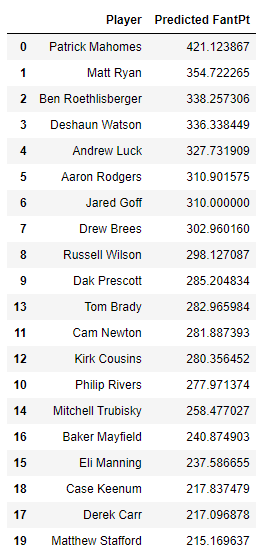 Player Predicted FantPt
0 Patrick Mahomes 421.123867
1 Matt Ryan 354.722265
2 Ben Roethlisberger 338.257306
3 Deshaun Watson 336.338449
4 Andrew Luck 327.731909
5 Aaron Rodgers 310.901575
6 Jared Goff 310.000000
7 Drew Brees 302.960160
8 Russell Wilson 298.127087
9 Dak Prescott 285.204834
13 Tom Brady 282.965984
11 Cam Newton 281.887393
12 Kirk Cousins 280.356452
10 Philip Rivers 277.971374
14 Mitchell Trubisky 258.477027
16 Baker Mayfield 240.874903
15 Eli Manning 237.586655
18 Case Keenum 217.837479
17 Derek Carr 217.096878
19 Matthew Stafford 215.169637